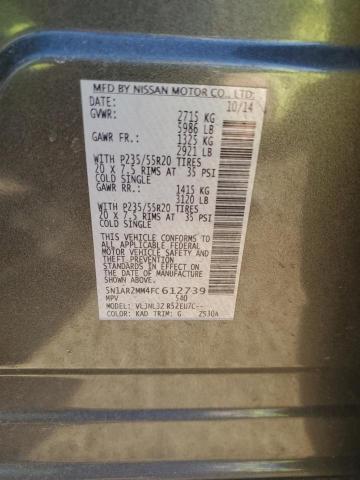 MFD BY NISSAN MOTOR CO., LTD.
DATE: 10/14
GVWR: 2715 KG
5986 LB
GAWR FR.: 1325 KG
2921 LB
WITH P235/55R20 TIRES
20 X 7.5 RIMS AT 35 PSI
COLD SINGLE
GAWR RR.: 1415 KG
3120 LB
WITH P235/55R20 TIRES
20 X 7.5 RIMS AT 35 PSI
COLD SINGLE
THIS VEHICLE CONFORMS TO
ALL APPLICABLE FEDERAL
MOTOR VEHICLE SAFETY AND
THEFT PREVENTION STANDARDS
IN EFFECT ON THE
DATE OF MANUFACTURE
SHOWN ABOVE.
5N1AR2MM4FC612739
MPV 540
MODEL:
COLOR: KAD TRIM: G Z530A